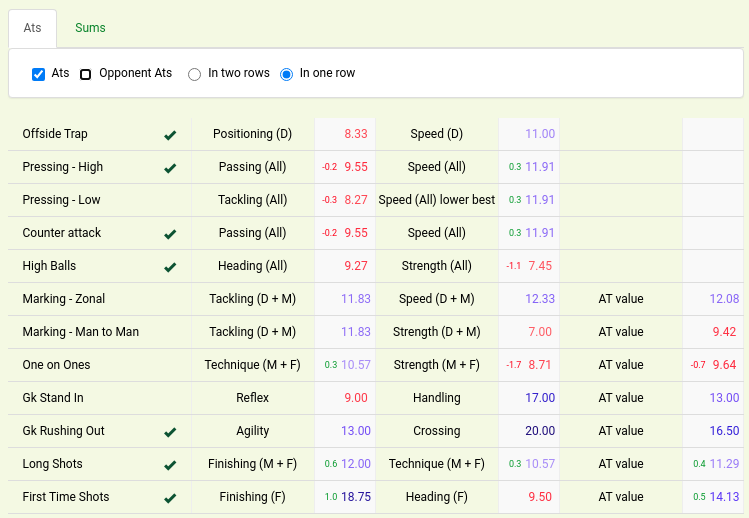 Ats Sums
Ats Opponent Ats In two rows In one row
Offside Trap Positioning (D) 8.33 Speed (D) 11.00
Pressing - High Passing (All) -0.2 9.55 Speed (All) 0.3 11.91
Pressing - Low Tackling (All) -0.3 8.27 Speed (All) lower best 0.3 11.91
Counter attack Passing (All) -0.2 9.55 Speed (All) 0.3 11.91
High Balls Heading (All) 9.27 Strength (All) -1.1 7.45
Marking - Zonal Tackling (D + M) 11.83 Speed (D + M) 12.33 AT value 12.08
Marking - Man to Man Tackling (D + M) 11.83 Strength (D + M) 7.00 AT value 9.42
One on Ones Technique (M + F) 0.3 10.57 Strength (M + F) -1.7 8.71 AT value -0.7 9.64
Gk Stand In Reflex 9.00 Handling 17.00 AT value 13.00
Gk Rushing Out Agility 13.00 Crossing 20.00 AT value 16.50
Long Shots Finishing (M + F) 0.6 12.00 Technique (M + F) 0.3 10.57 AT value 0.4 11.29
First Time Shots Finishing (F) 1.0 18.75 Heading (F) 9.50 AT value 0.5 14.13